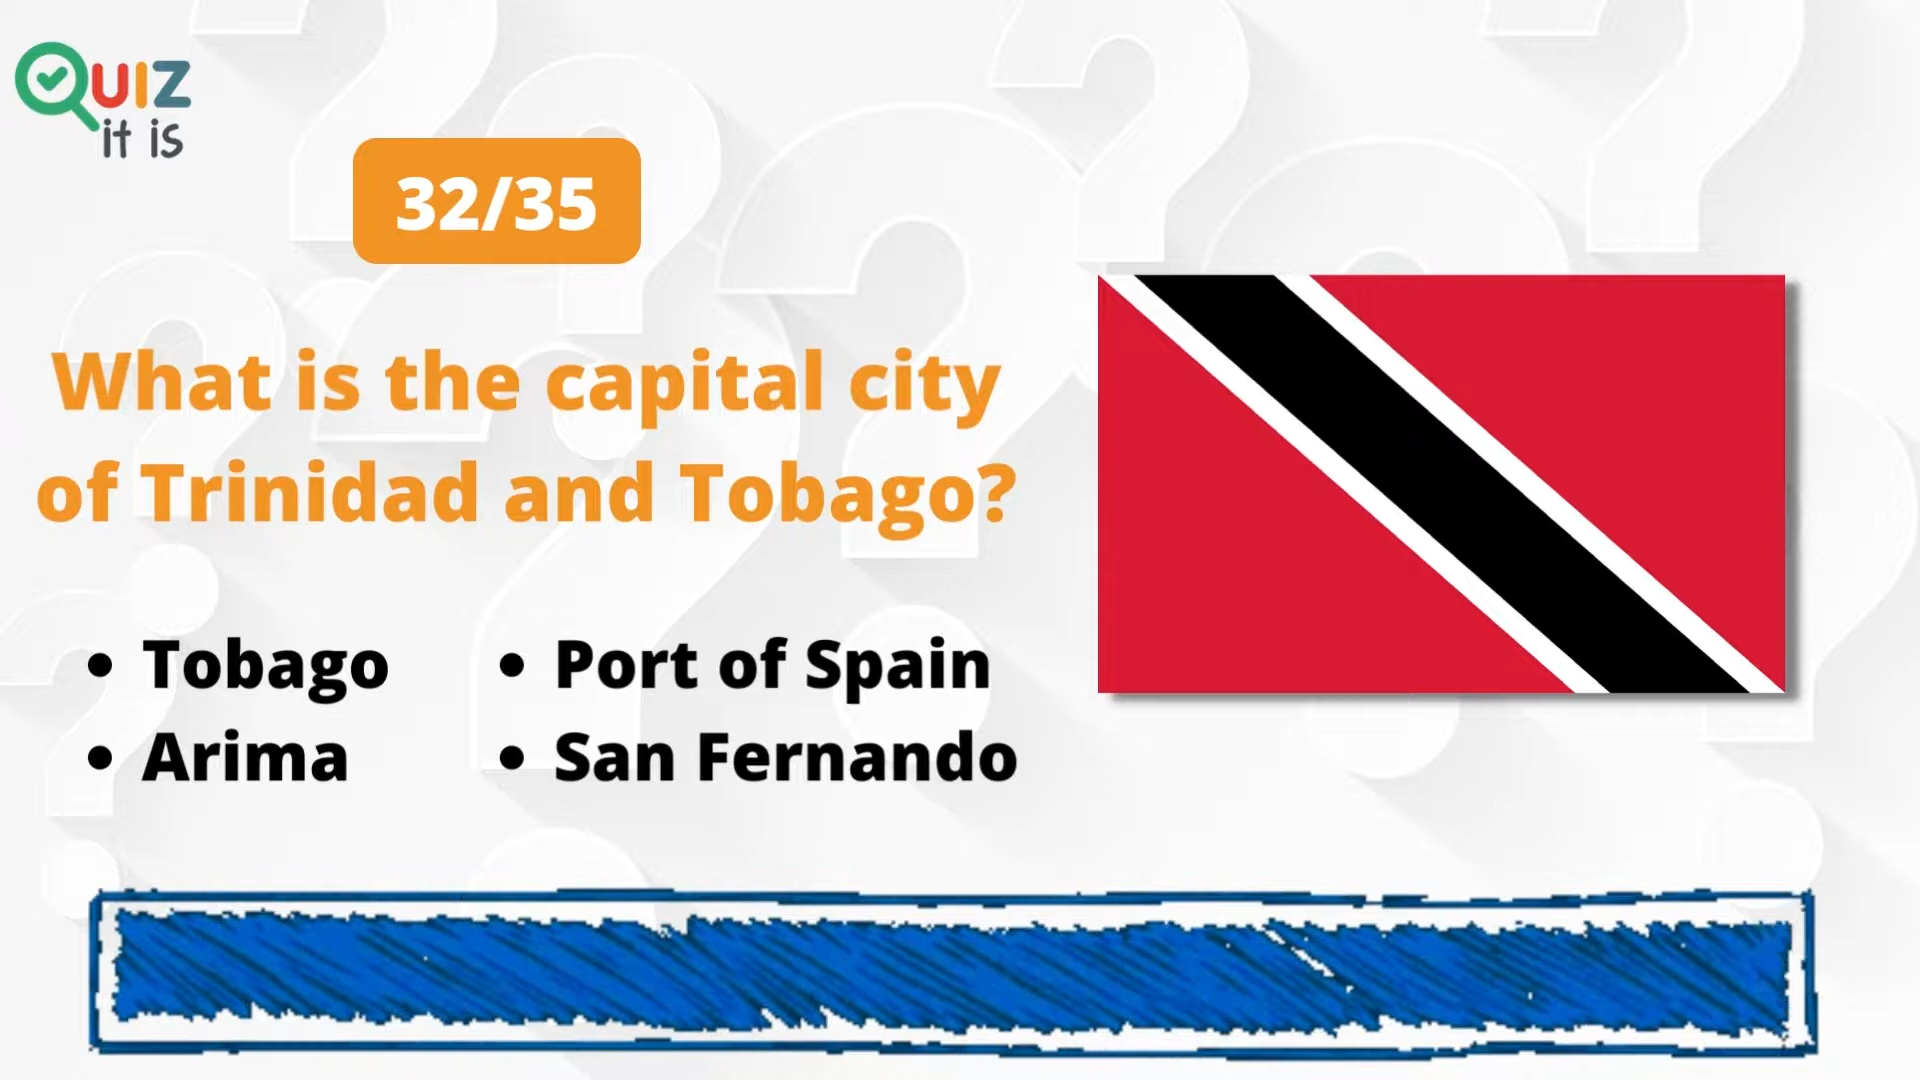 QUIZ
it is
32/35
What is the capital city
of Trinidad and Tobago?
• Tobago
• Port of Spain
• Arima
• San Fernando